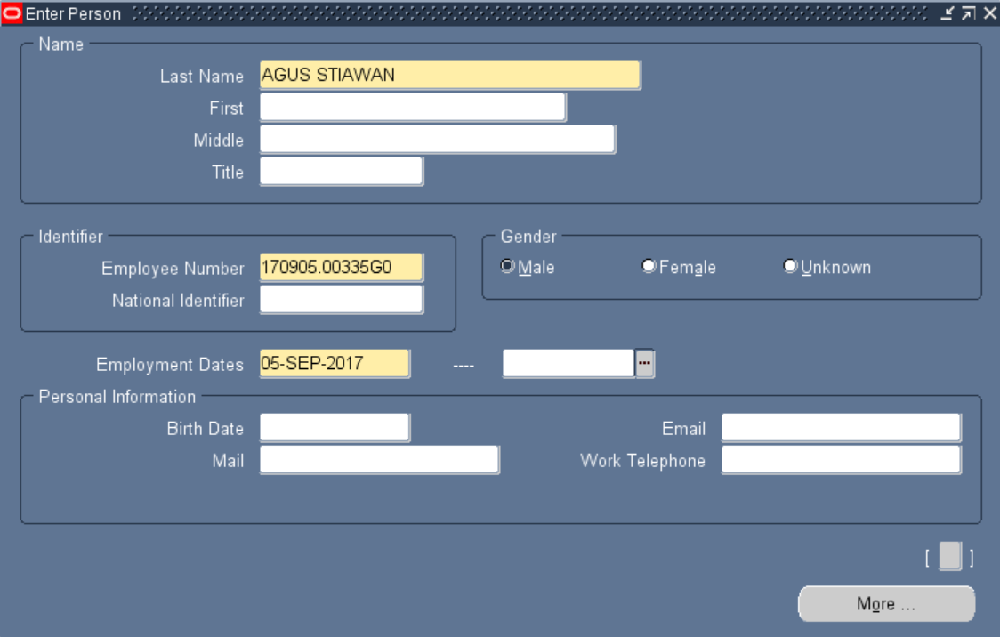 Enter Person
Name
Last Name AGUS STIAWAN
First
Middle
Title
Identifier
Employee Number 170905.00335G0
National Identifier
Gender
Male Female Unknown
Employment Dates 05-SEP-2017 ---- ...
Personal Information
Birth Date Email
Mail Work Telephone
[ ]
More ...